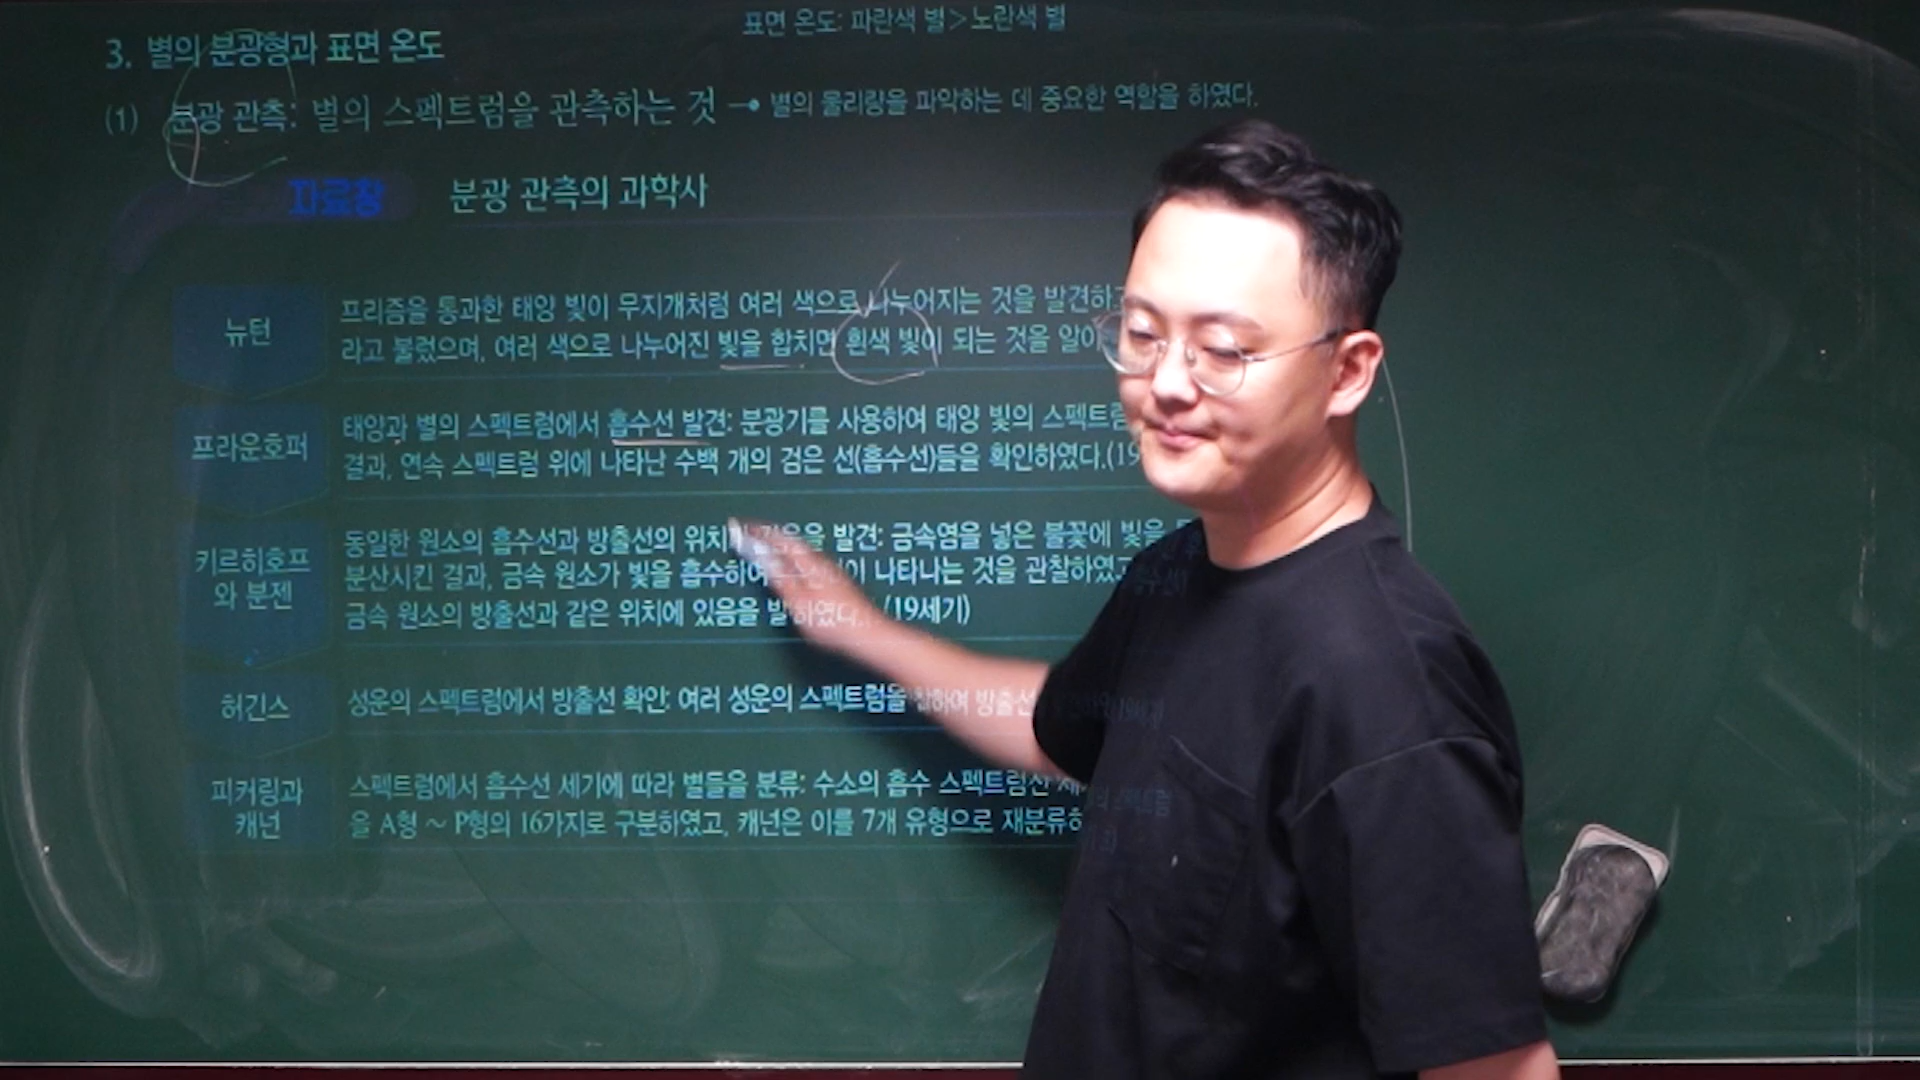 표면 온도: 파란색 별>노란색 별
3. 별의 분광형과 표면 온도
(1) 분광 관측: 별의 스펙트럼을 관측하는 것 → 별의 물리량을 파악하는 데 중요한 역할을 하였다.
자료창 분광 관측의 과학사
뉴턴
프리즘을 통과한 태양 빛이 무지개처럼 여러 색으로 나누어지는 것을 발견하고
라고 불렀으며, 여러 색으로 나누어진 빛을 합치면 흰색 빛이 되는 것을
프라운호퍼
태양과 별의 스펙트럼에서 흡수선 발견: 분광기를 사용하여 태양 빛의 스펙트럼
결과, 연속 스펙트럼 위에 나타난 수백 개의 검은 선(흡수선)들을 확인하였다.(19
키르히호프
와 분젠
동일한 원소의 흡수선과 방출선의 위치가 같음을 발견: 금속염을 넣은 불꽃에 빛을
분산시킨 결과, 금속 원소가 빛을 흡수하여 나타나는 것을 관찰하였고
금속 원소의 방출선과 같은 위치에 있음을 발 하였다. (19세기)
허긴스
성운의 스펙트럼에서 방출선 확인: 여러 성운의 스펙트럼을 방출선
피커링과
캐넌
스펙트럼에서 흡수선 세기에 따라 별들을 분류: 수소의 흡수 스펙트럼선
을 A형 ~ P형의 16가지로 구분하였고, 캐넌은 이를 7개 유형으로 재분류하